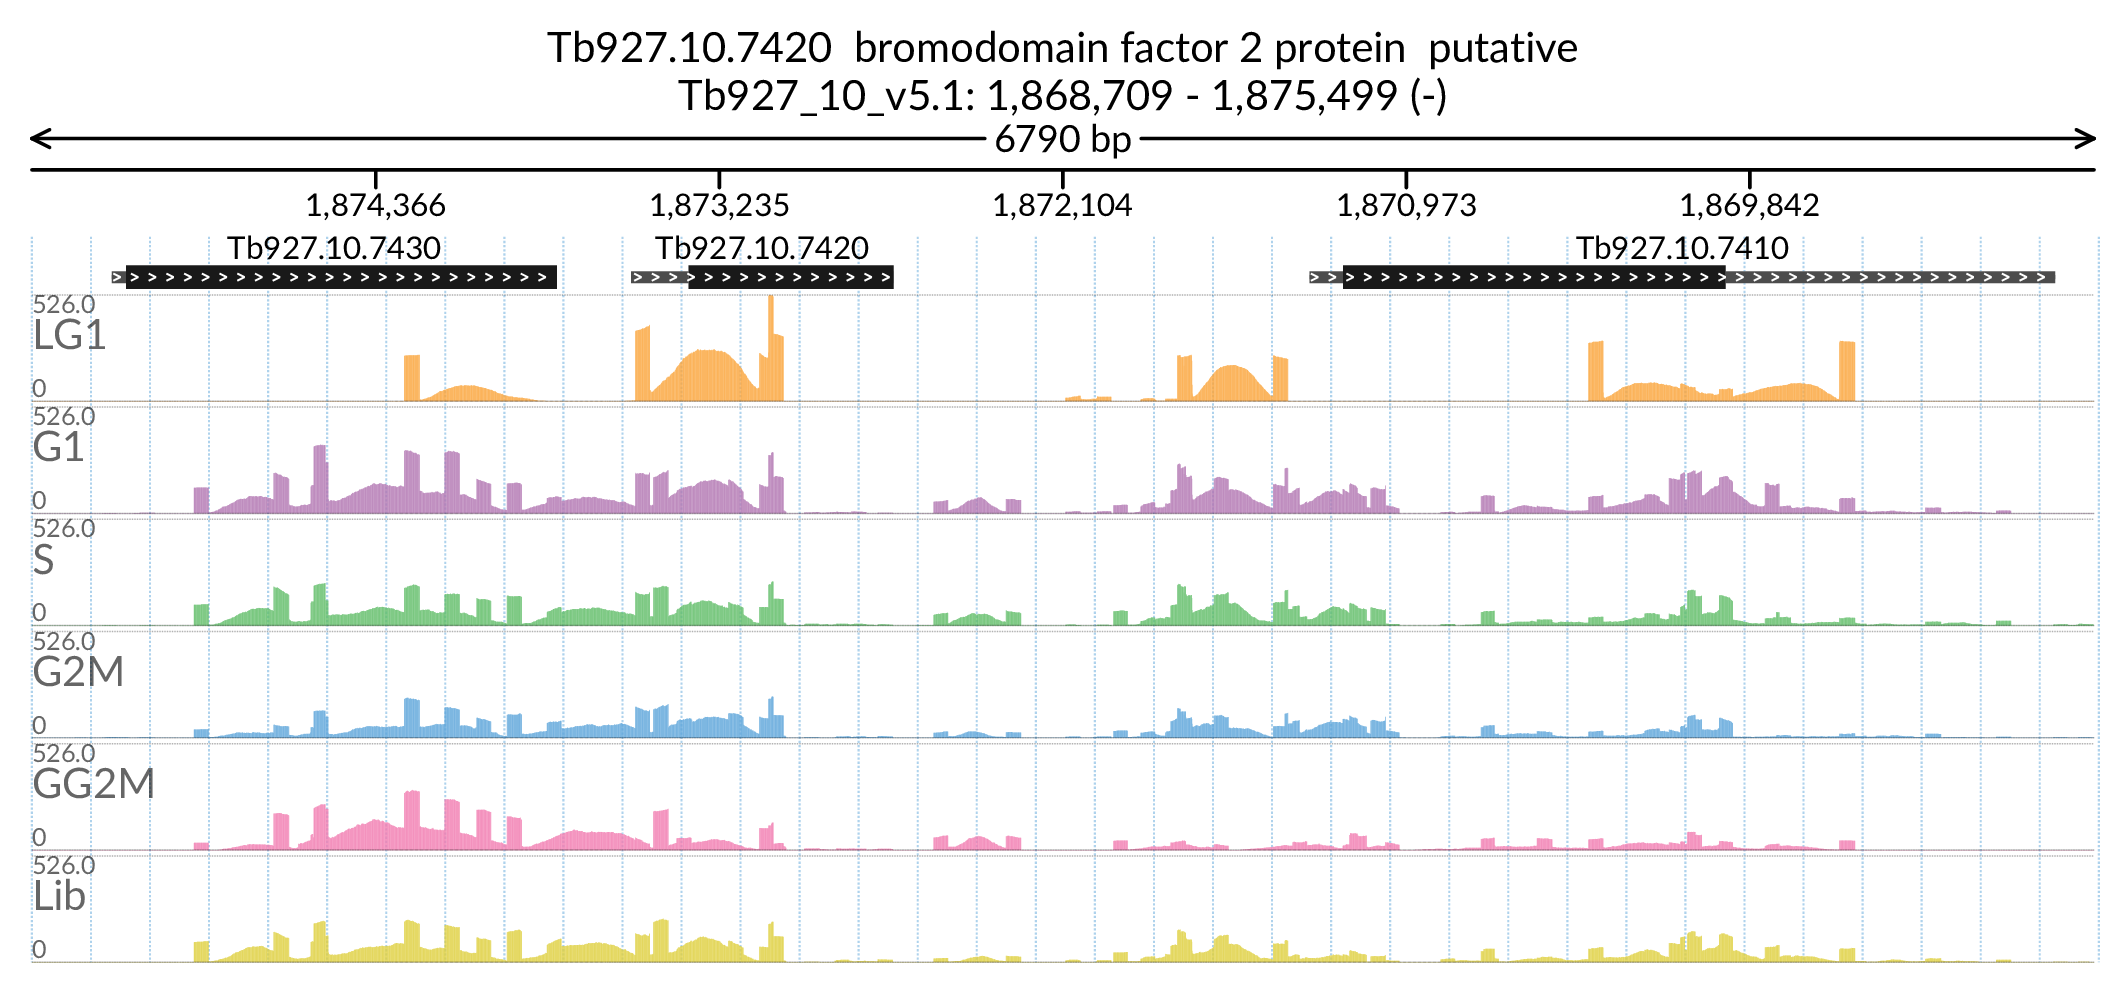 Tb927.10.7420  bromodomain factor 2 protein  putative
Tb927_10_v5.1: 1,868,709 - 1,875,499 (-)
6790 bp
1,874,366 1,873,235 1,872,104 1,870,973 1,869,842
Tb927.10.7430 Tb927.10.7420 Tb927.10.7410
526.0
LG1
0
526.0
G1
0
526.0
S
0
526.0
G2M
0
526.0
GG2M
0
526.0
Lib
0